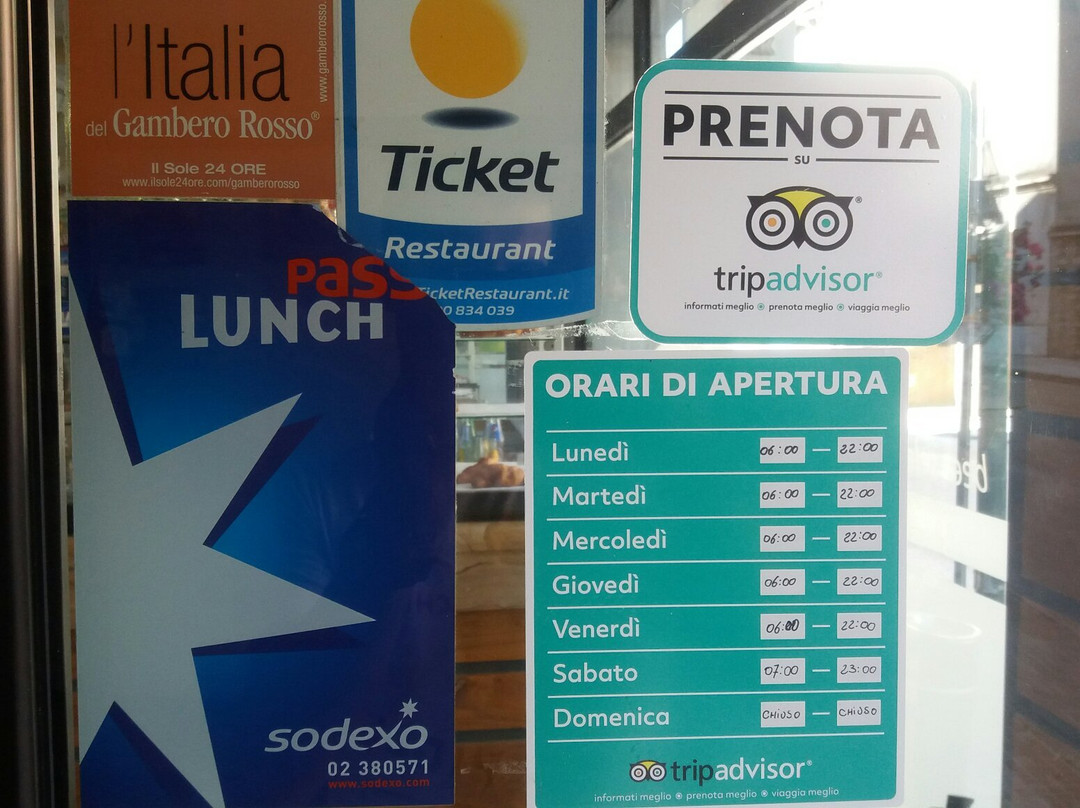 l'Italia
del Gambero Rosso®
Il Sole 24 ORE
www.ilsole24ore.com/gamberorosso
www.gamberorosso.
Ticket
Restaurant
TicketRestaurant.it
834 039
pass
LUNCH
sodexo
02 380571
www.sodexo.com
PRENOTA
SU
tripadvisor®
informati meglio prenota meglio viaggia meglio
ORARI DI APERTURA
Lunedì 06:00 — 22:00
Martedì 06:00 — 22:00
Mercoledì 06:00 — 22:00
Giovedì 06:00 — 22:00
Venerdì 06:00 — 22:00
Sabato 07:00 — 23:00
Domenica CHIUSO — CHIUSO
tripadvisor®
informati meglio prenota meglio viaggia meglio